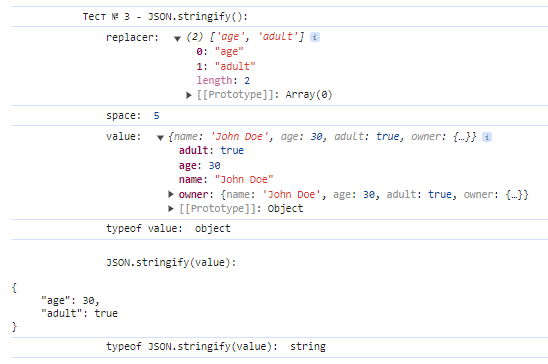 Тест № 3 - JSON.stringify():
replacer: ▼ (2) ['age', 'adult'] i
0: "age"
1: "adult"
length: 2
▶ [[Prototype]]: Array(0)
space: 5
value: ▼ {name: 'John Doe', age: 30, adult: true, owner: {…}} i
adult: true
age: 30
name: "John Doe"
▶ owner: {name: 'John Doe', age: 30, adult: true, owner: {…}}
▶ [[Prototype]]: Object
typeof value: object
JSON.stringify(value):
{
"age": 30,
"adult": true
}
typeof JSON.stringify(value): string